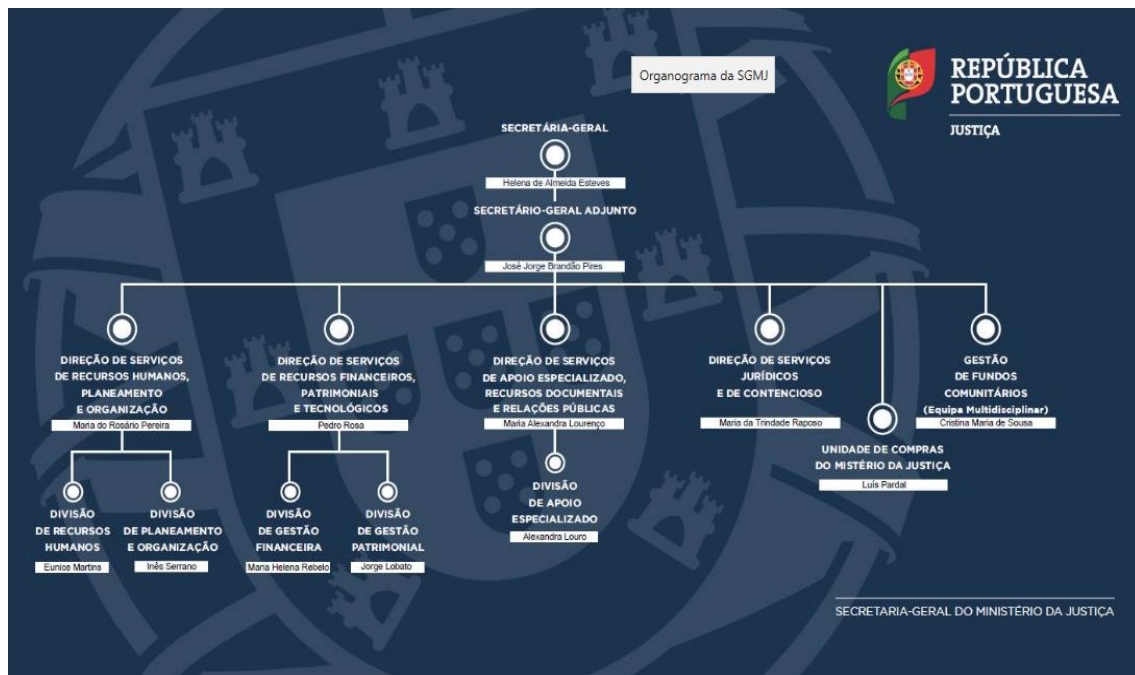 Organograma da SGMJ
REPÚBLICA
PORTUGUESA
JUSTIÇA
SECRETÁRIA-GERAL
Helena de Almeida Esteves
SECRETÁRIO-GERAL ADJUNTO
José Jorge Brandão Pires
DIREÇÃO DE SERVIÇOS
DE RECURSOS HUMANOS,
PLANEAMENTO
E ORGANIZAÇÃO
Maria do Rosário Pereira
DIREÇÃO DE SERVIÇOS
DE RECURSOS FINANCEIROS,
PATRIMONIAIS
E TECNOLÓGICOS
Pedro Rosa
DIREÇÃO DE SERVIÇOS
DE APOIO ESPECIALIZADO,
RECURSOS DOCUMENTAIS
E RELAÇÕES PÚBLICAS
Maria Alexandra Lourenço
DIREÇÃO DE SERVIÇOS
JURÍDICOS
E DE CONTENCIOSO
Maria da Trindade Raposo
GESTÃO
DE FUNDOS
COMUNITÁRIOS
(Equipa Multidisciplinar)
Cristina Maria de Sousa
UNIDADE DE COMPRAS
DO MISTÉRIO DA JUSTIÇA
Luís Pardal
DIVISÃO
DE RECURSOS
HUMANOS
Eunice Martins
DIVISÃO
DE PLANEAMENTO
E ORGANIZAÇÃO
Inês Serrano
DIVISÃO
DE GESTÃO
FINANCEIRA
Maria Helena Rebelo
DIVISÃO
DE GESTÃO
PATRIMONIAL
Jorge Lobato
DIVISÃO
DE APOIO
ESPECIALIZADO
Alexandra Louro
SECRETARIA-GERAL DO MINISTÉRIO DA JUSTIÇA